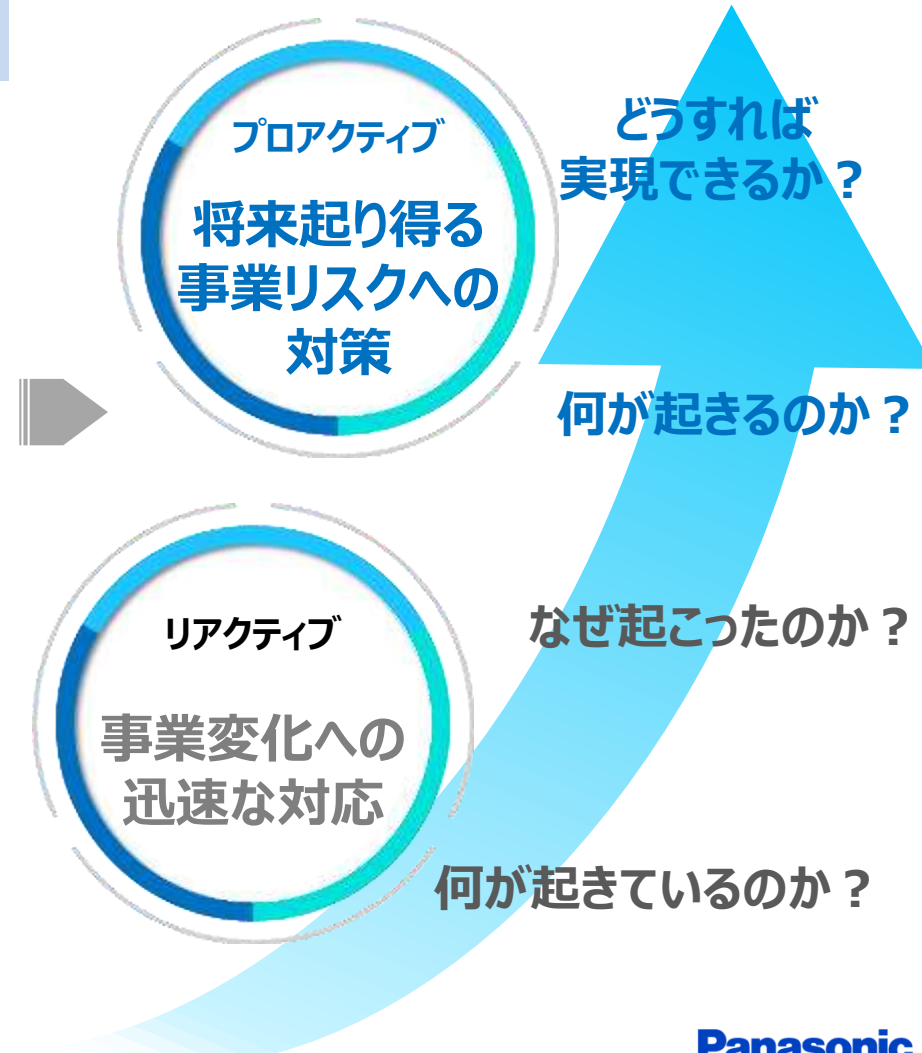 プロアクティブ
将来起り得る
事業リスクへの
対策
どうすれば
実現できるか？
何が起きるのか？
リアクティブ
事業変化への
迅速な対応
なぜ起こったのか？
何が起きているのか？
Panasonic